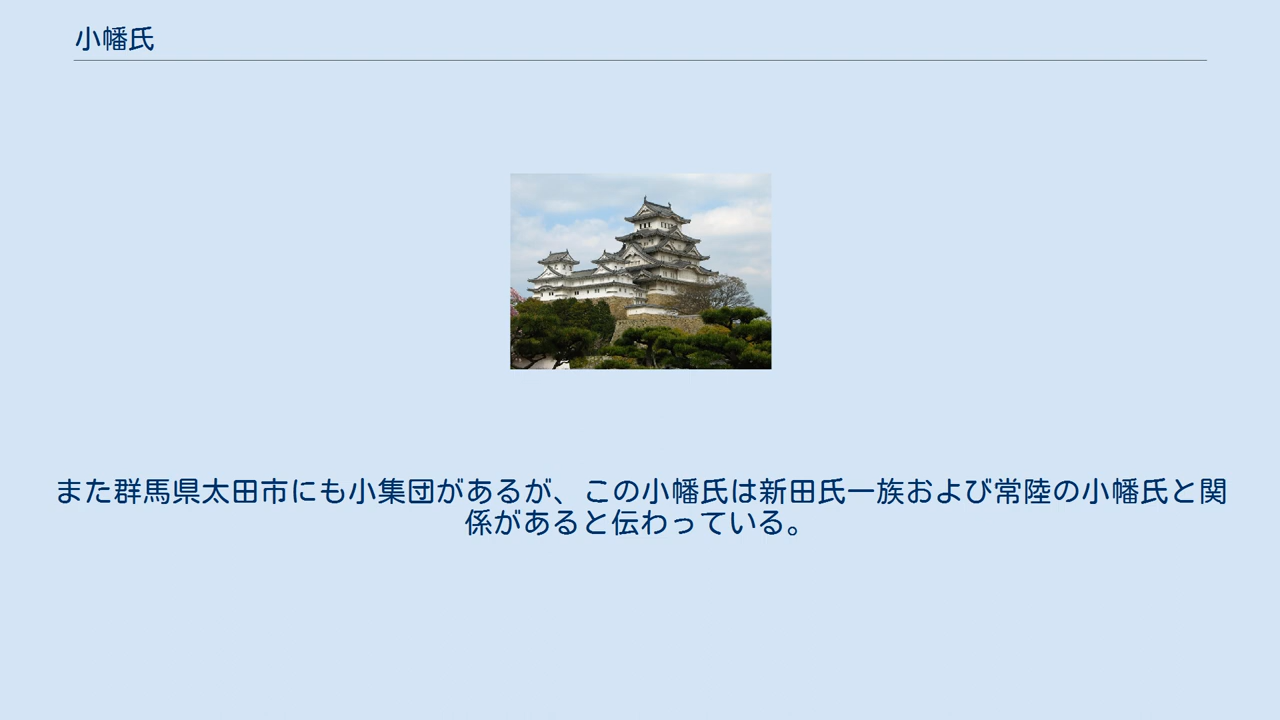 小幡氏
また群馬県太田市にも小集団があるが、この小幡氏は新田氏一族および常陸の小幡氏と関
係があると伝わっている。